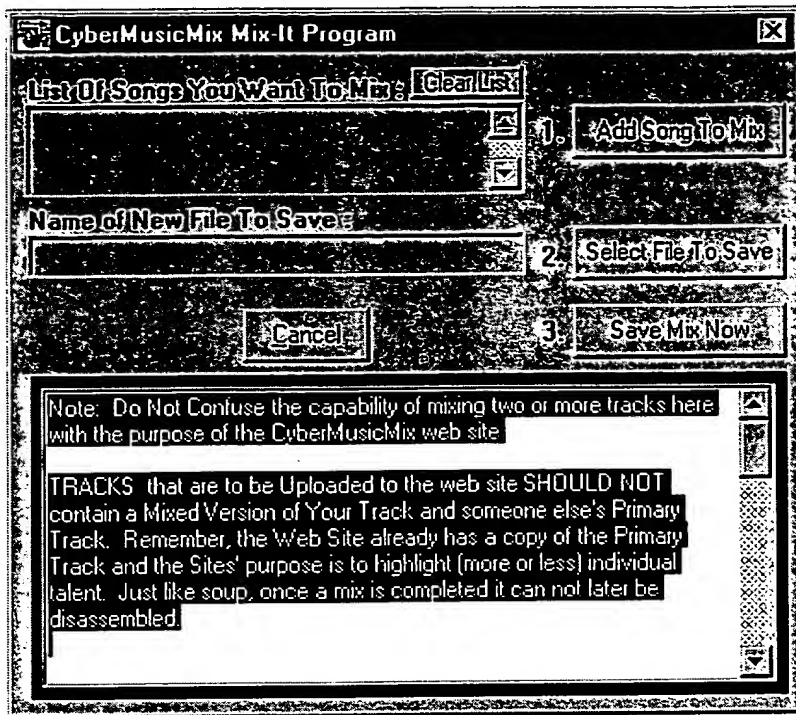 CyberMusicMix Mix-It Program
List Of Songs You Want To Mix : Clear List
1. Add Song To Mix
Name of New File To Save :
2. Select File To Save
Cancel
3. Save Mix Now
Note: Do Not Confuse the capability of mixing two or more tracks here
with the purpose of the CyberMusicMix web site
TRACKS that are to be Uploaded to the web site SHOULD NOT
contain a Mixed Version of Your Track and someone else's Primary
Track. Remember, the Web Site already has a copy of the Primary
Track and the Sites' purpose is to highlight (more or less) individual
talent. Just like soup, once a mix is completed it can not later be
disassembled.